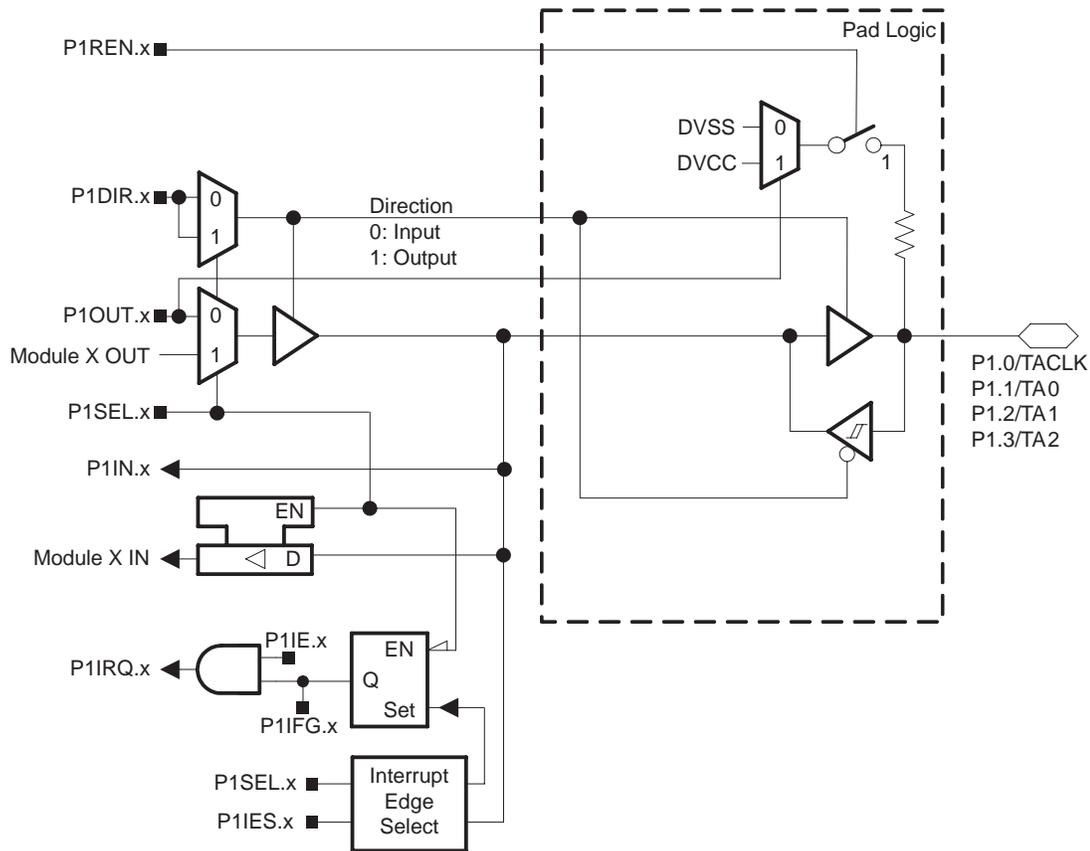 Pad Logic
P1REN.x
DVSS
0
DVCC
1
1
P1DIR.x
0
1
Direction
0: Input
1: Output
P1OUT.x
0
Module X OUT
1
P1.0/TACLK
P1.1/TA0
P1.2/TA1
P1.3/TA2
P1SEL.x
P1IN.x
EN
Module X IN
D
P1IE.x
EN
P1IRQ.x
Q
Set
P1IFG.x
P1SEL.x
P1IES.x
Interrupt
Edge
Select